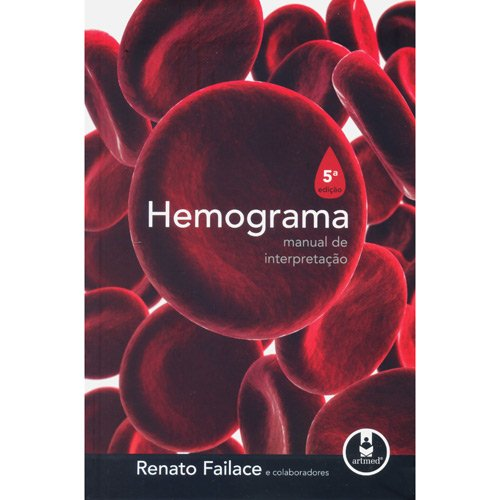 5ª
edição
Hemograma
manual de
interpretação
Renato Failace e colaboradores
artmed®